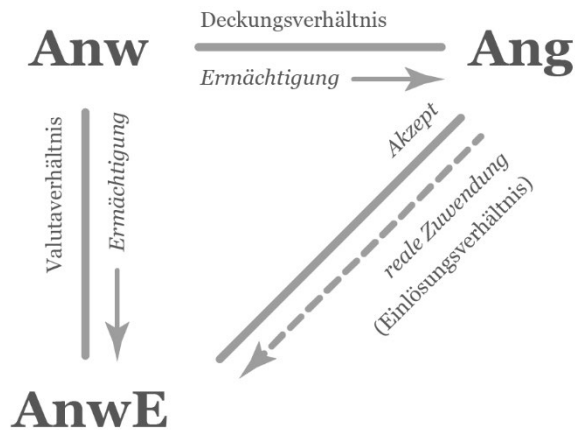 Deckungsverhältnis
Anw
Ang
Ermächtigung
Valutaverhältnis
Ermächtigung
Akzept
reale Zuwendung
(Einlösungsverhältnis)
AnwE